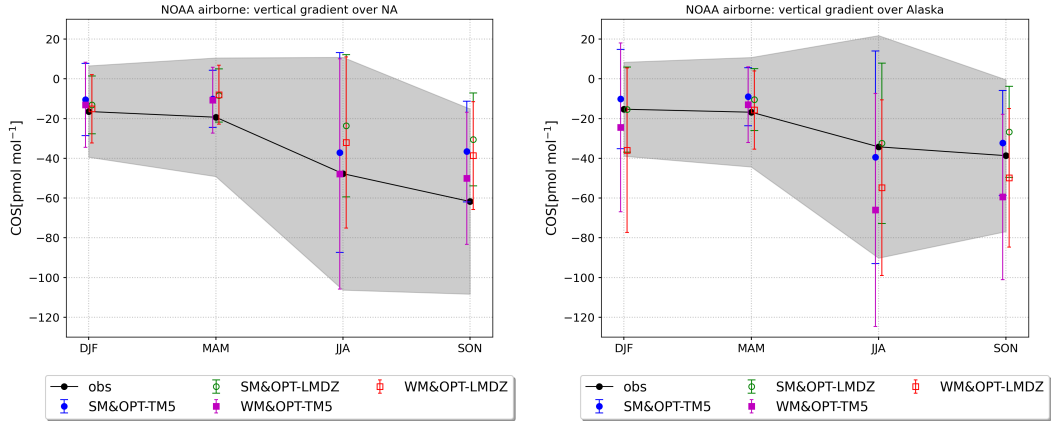 NOAA airborne: vertical gradient over NA
COS[pmol mol⁻¹]
20
0
−20
−40
−60
−80
−100
−120
DJF MAM JJA SON
obs SM&OPT-LMDZ WM&OPT-LMDZ
SM&OPT-TM5 WM&OPT-TM5
NOAA airborne: vertical gradient over Alaska
COS[pmol mol⁻¹]
20
0
−20
−40
−60
−80
−100
−120
DJF MAM JJA SON
obs SM&OPT-LMDZ WM&OPT-LMDZ
SM&OPT-TM5 WM&OPT-TM5